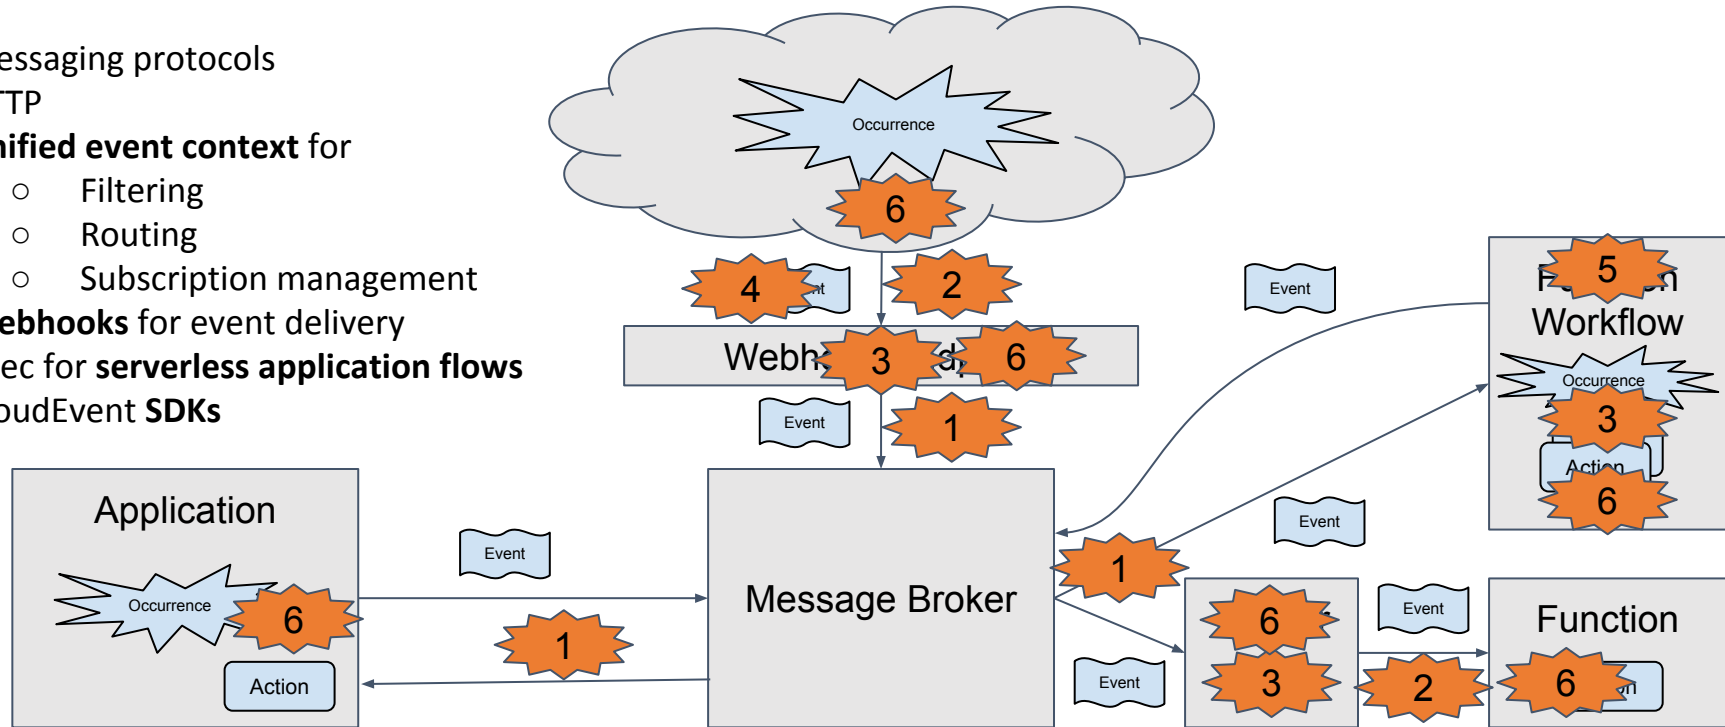 essaging protocols
TTP
nified event context for
○ Filtering
○ Routing
○ Subscription management
ebhooks for event delivery
ec for serverless application flows
oudEvent SDKs
Occurrence
6
4
2
Event
5
Workflow
3
6
Event
1
Occurrence
3
Action
6
Application
Event
Message Broker
Event
1
Occurrence
6
1
Action
6
3
Event
Event
2
Function
6